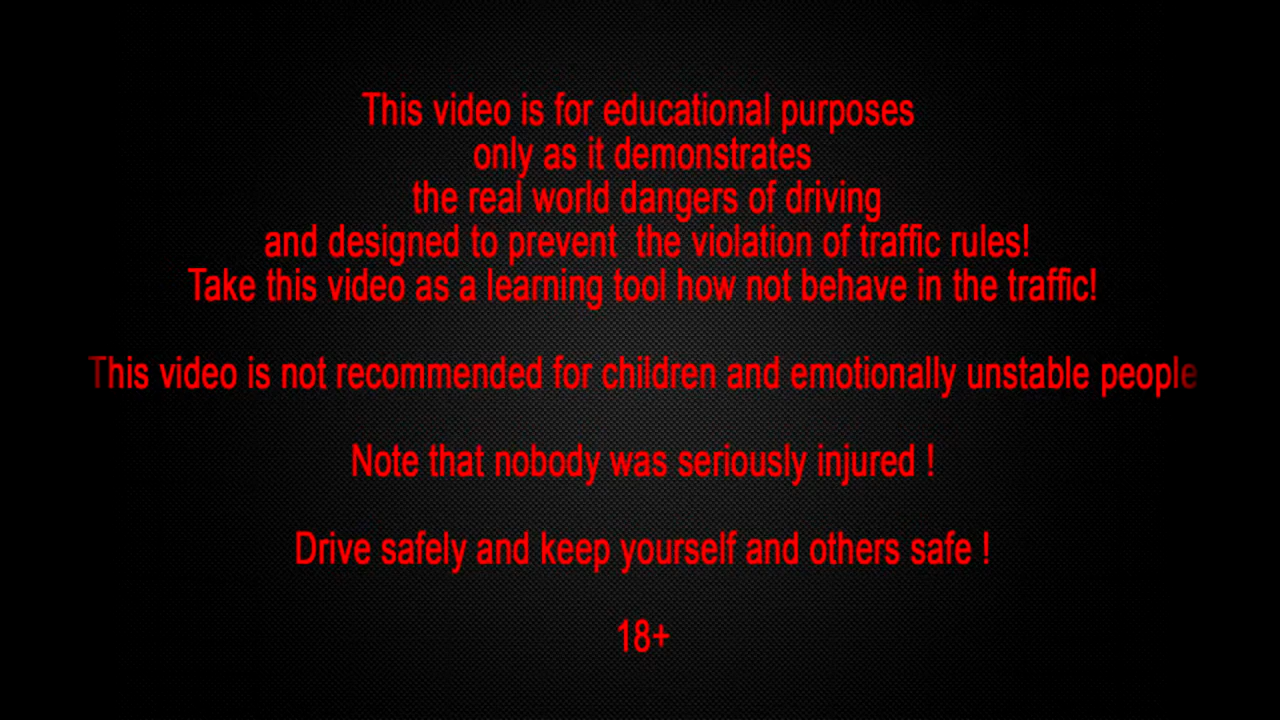 This video is for educational purposes
only as it demonstrates
the real world dangers of driving
and designed to prevent  the violation of traffic rules!
Take this video as a learning tool how not behave in the traffic!
This video is not recommended for children and emotionally unstable people
Note that nobody was seriously injured !
Drive safely and keep yourself and others safe !
18+